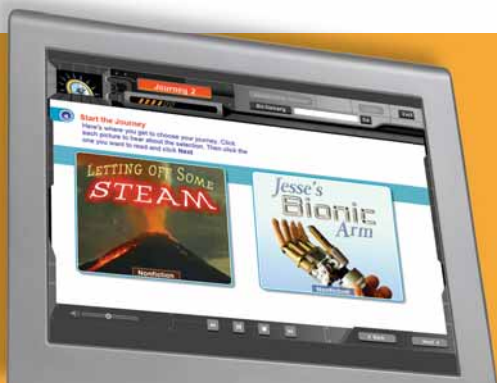 Journey 2
Dictionary
Go
Exit
Start the Journey
Here's where you get to choose your journey. Click
each picture to hear about the selection. Then click the
one you want to read and click Next
LETTING OFF SOME
STEAM
Nonfiction
Jesse's
Bionic
Arm
Nonfiction
Back
Next